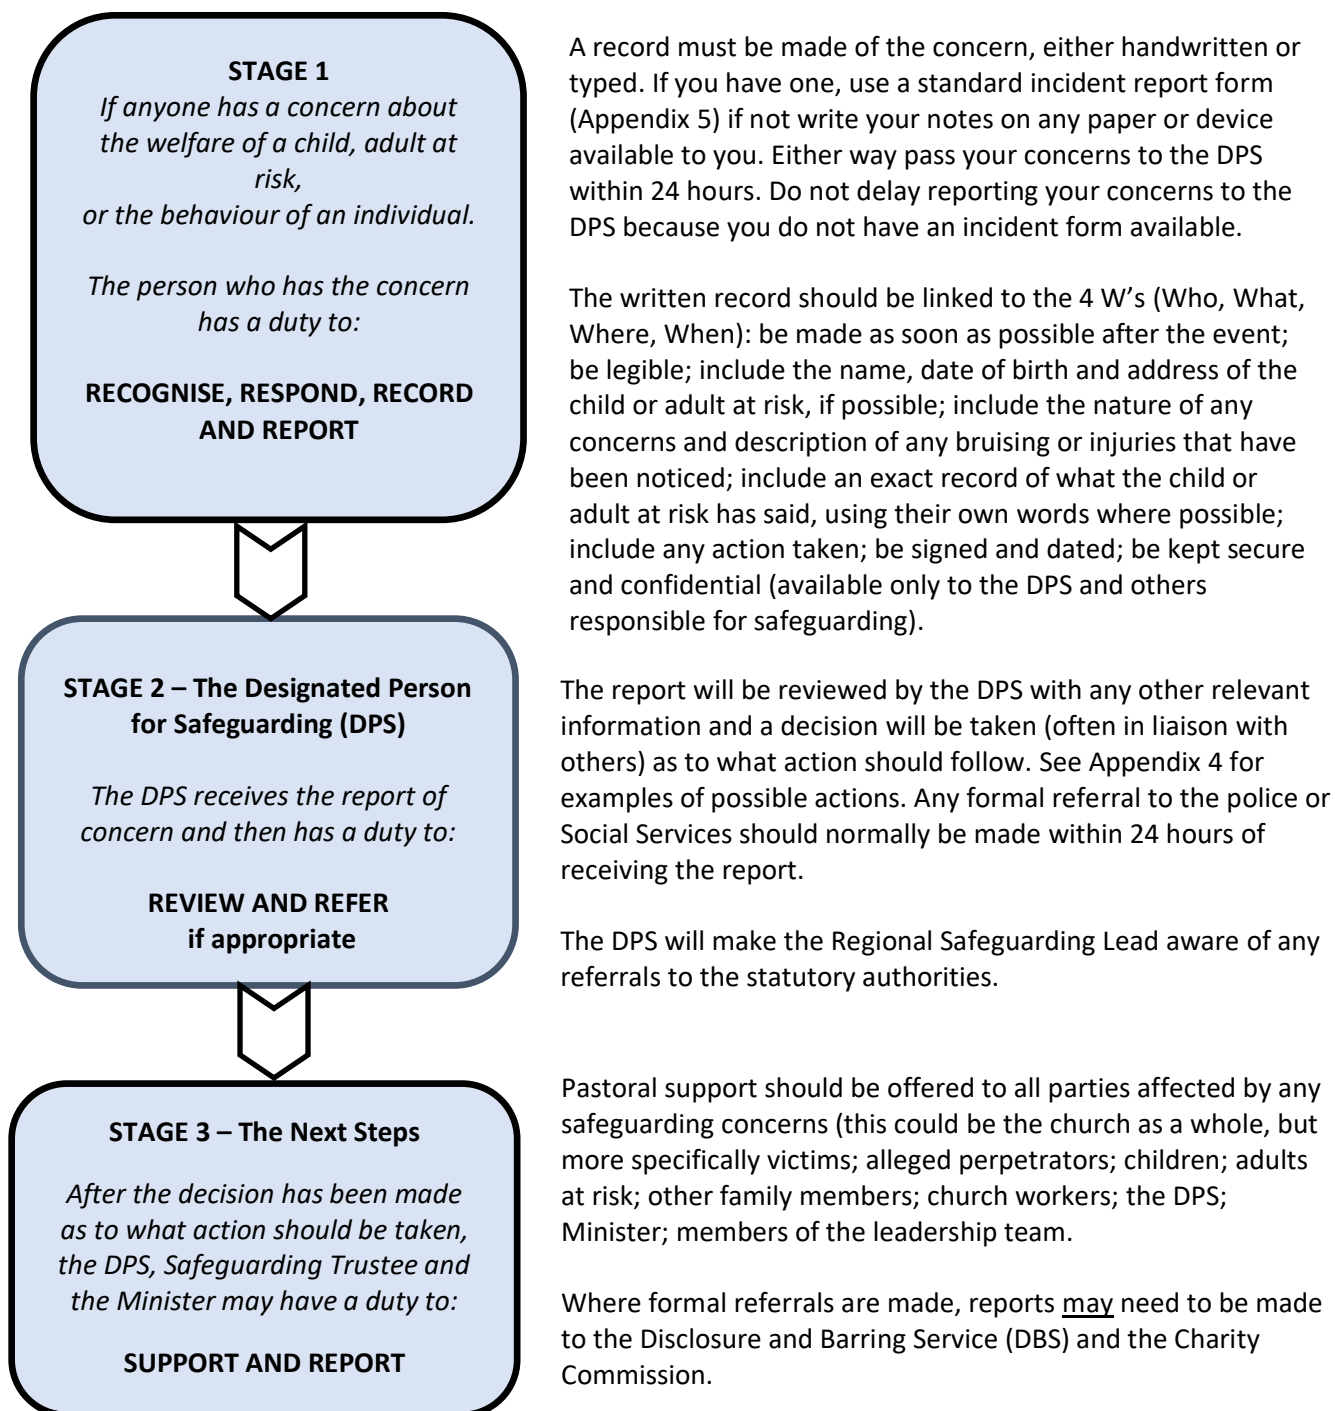 STAGE 1
If anyone has a concern about
the welfare of a child, adult at
risk,
or the behaviour of an individual.
The person who has the concern
has a duty to:
RECOGNISE, RESPOND, RECORD
AND REPORT
A record must be made of the concern, either handwritten or
typed. If you have one, use a standard incident report form
(Appendix 5) if not write your notes on any paper or device
available to you. Either way pass your concerns to the DPS
within 24 hours. Do not delay reporting your concerns to the
DPS because you do not have an incident form available.
The written record should be linked to the 4 W’s (Who, What,
Where, When): be made as soon as possible after the event;
be legible; include the name, date of birth and address of the
child or adult at risk, if possible; include the nature of any
concerns and description of any bruising or injuries that have
been noticed; include an exact record of what the child or
adult at risk has said, using their own words where possible;
include any action taken; be signed and dated; be kept secure
and confidential (available only to the DPS and others
responsible for safeguarding).
STAGE 2 – The Designated Person
for Safeguarding (DPS)
The DPS receives the report of
concern and then has a duty to:
REVIEW AND REFER
if appropriate
The report will be reviewed by the DPS with any other relevant
information and a decision will be taken (often in liaison with
others) as to what action should follow. See Appendix 4 for
examples of possible actions. Any formal referral to the police or
Social Services should normally be made within 24 hours of
receiving the report.
The DPS will make the Regional Safeguarding Lead aware of any
referrals to the statutory authorities.
STAGE 3 – The Next Steps
After the decision has been made
as to what action should be taken,
the DPS, Safeguarding Trustee and
the Minister may have a duty to:
SUPPORT AND REPORT
Pastoral support should be offered to all parties affected by any
safeguarding concerns (this could be the church as a whole, but
more specifically victims; alleged perpetrators; children; adults
at risk; other family members; church workers; the DPS;
Minister; members of the leadership team.
Where formal referrals are made, reports may need to be made
to the Disclosure and Barring Service (DBS) and the Charity
Commission.